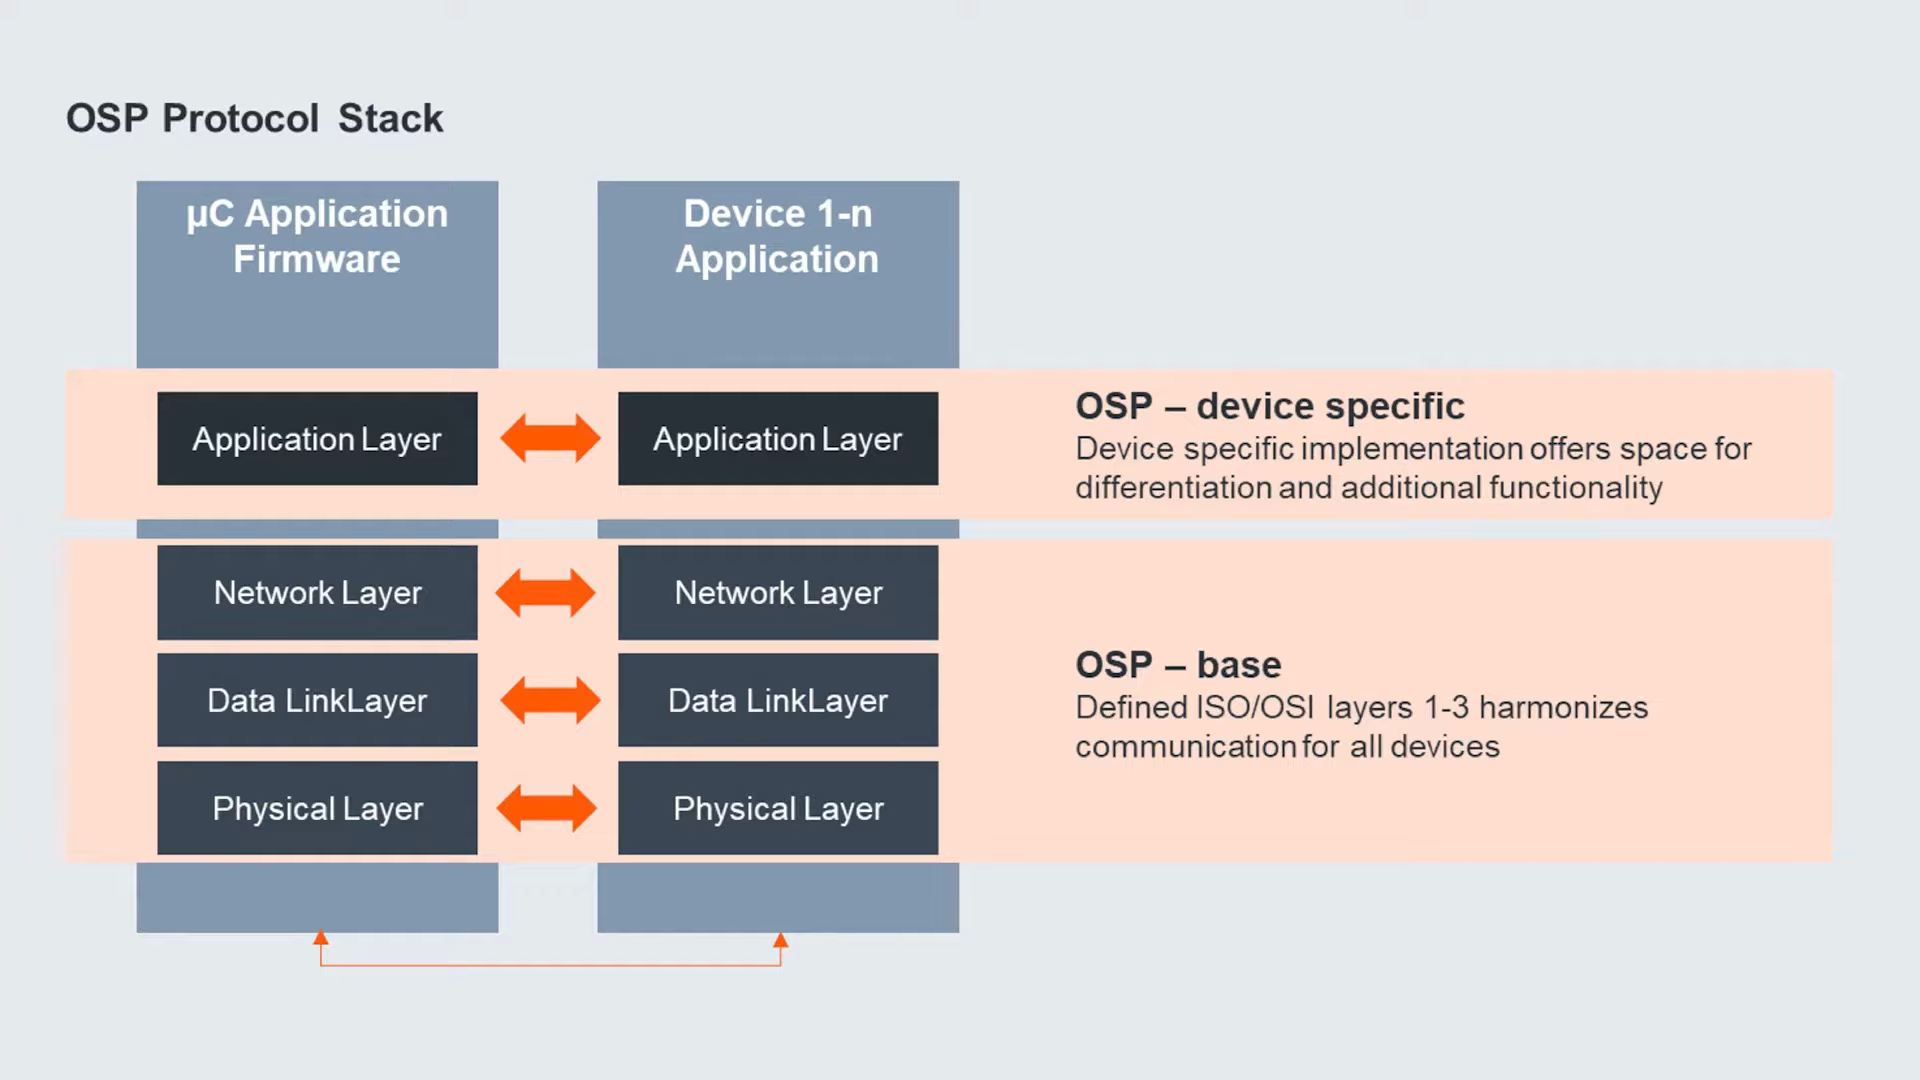 OSP Protocol Stack
µC Application
Firmware
Device 1-n
Application
Application Layer
Application Layer
OSP – device specific
Device specific implementation offers space for
differentiation and additional functionality
Network Layer
Network Layer
Data LinkLayer
Data LinkLayer
OSP – base
Defined ISO/OSI layers 1-3 harmonizes
communication for all devices
Physical Layer
Physical Layer